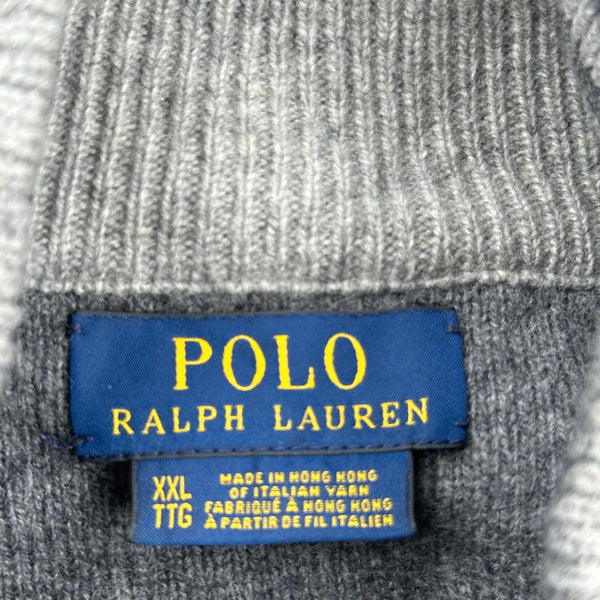 POLO
RALPH LAUREN
XXL
TTG
MADE IN HONG KONG
OF ITALIAN YARN
FABRIQUÉ À HONG KONG
À PARTIR DE FIL ITALIEN